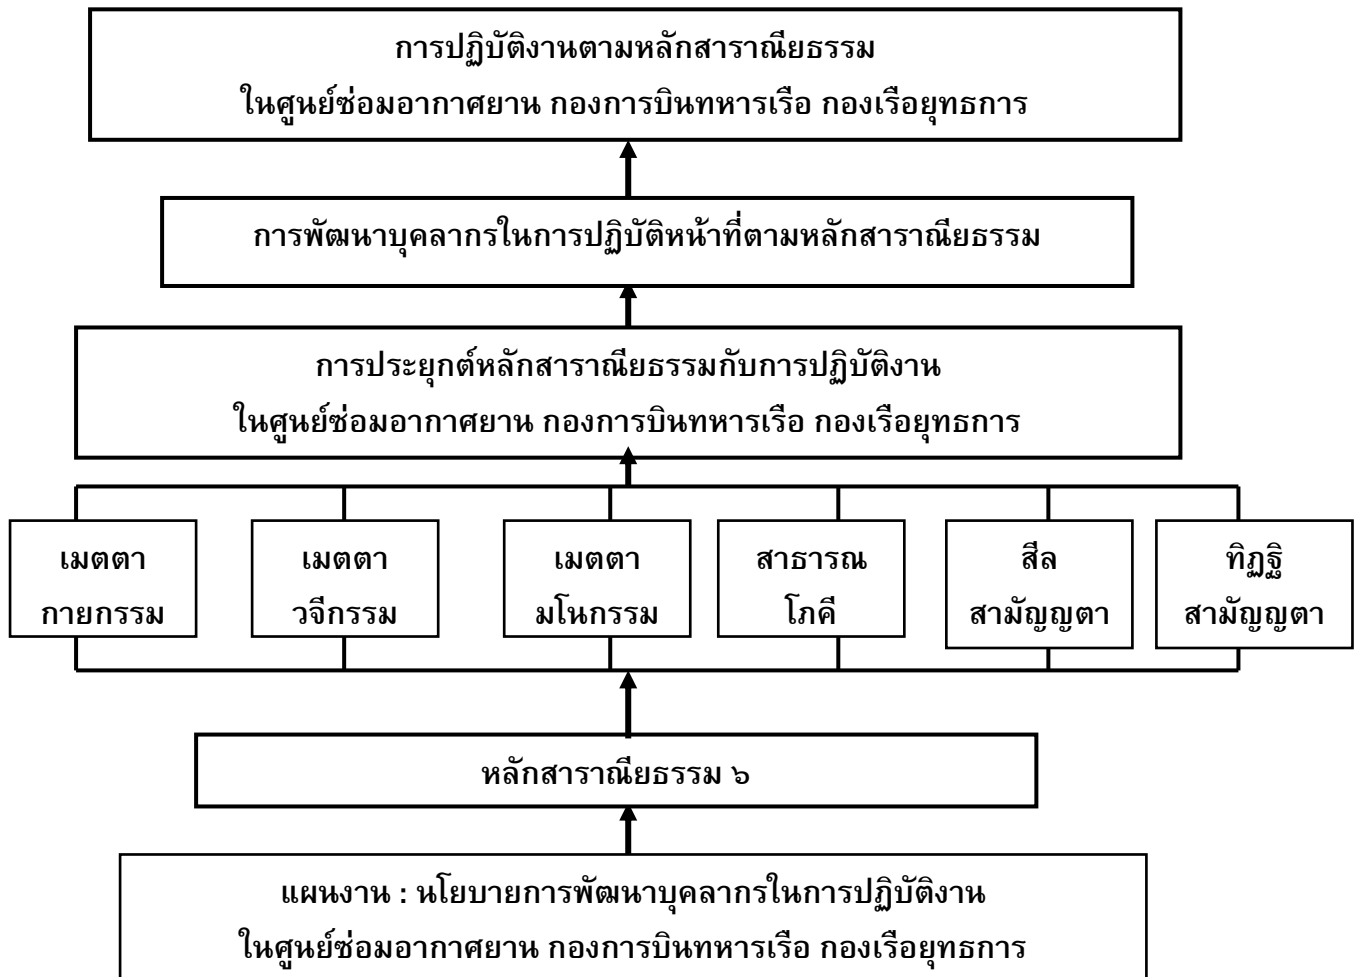 การปฏิบัติงานตามหลักสาราณียธรรม
ในศูนย์ซ่อมอากาศยาน กองการบินทหารเรือ กองเรือยุทธการ
การพัฒนาบุคลากรในการปฏิบัติหน้าที่ตามหลักสาราณียธรรม
การประยุกต์หลักสาราณียธรรมกับการปฏิบัติงาน
ในศูนย์ซ่อมอากาศยาน กองการบินทหารเรือ กองเรือยุทธการ
เมตตา
กายกรรม
เมตตา
วจีกรรม
เมตตา
มโนกรรม
สาธารณ
โภคี
สีล
สามัญญตา
ทิฏฐิ
สามัญญตา
หลักสาราณียธรรม ๖
แผนงาน : นโยบายการพัฒนาบุคลากรในการปฏิบัติงาน
ในศูนย์ซ่อมอากาศยาน กองการบินทหารเรือ กองเรือยุทธการ